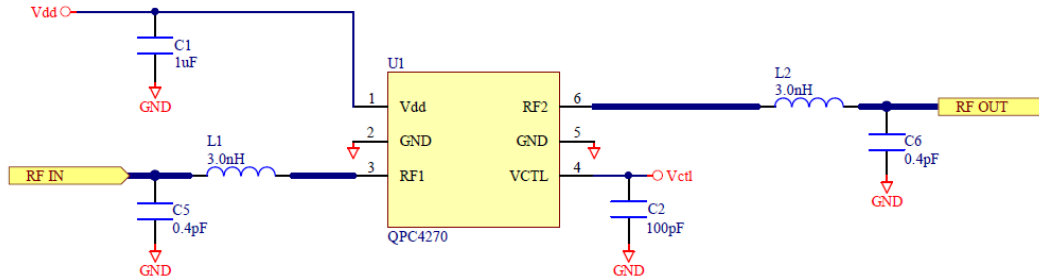 Vdd
C1
1uF
GND
U1
1
Vdd
RF2
6
2
GND
GND
5
3
RF1
VCTL
4
QPC4270
L1
3.0nH
RF IN
C5
0.4pF
GND
Vctl
C2
100pF
GND
L2
3.0nH
RF OUT
C6
0.4pF
GND